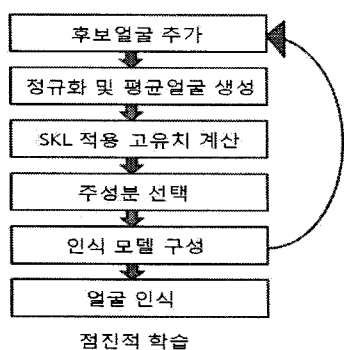 후보얼굴 추가
정규화 및 평균얼굴 생성
SKL 적용 고유치 계산
주성분 선택
인식 모델 구성
얼굴 인식
점진적 학습